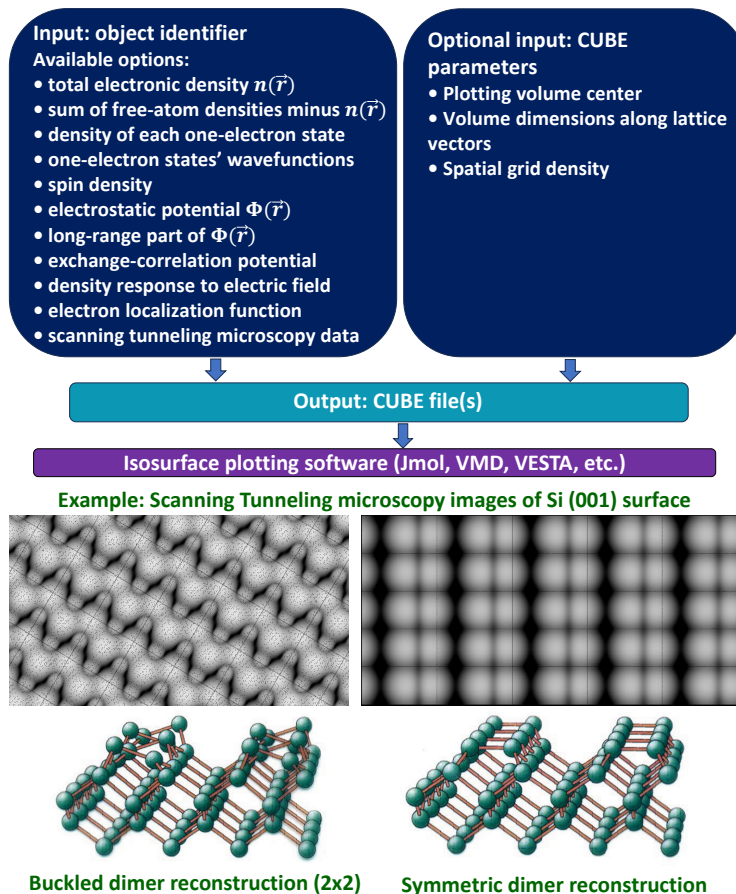 Input: object identifier
Available options:
• total electronic density n(r⃗)
• sum of free-atom densities minus n(r⃗)
• density of each one-electron state
• one-electron states’ wavefunctions
• spin density
• electrostatic potential Φ(r⃗)
• long-range part of Φ(r⃗)
• exchange-correlation potential
• density response to electric field
• electron localization function
• scanning tunneling microscopy data
Optional input: CUBE
parameters
• Plotting volume center
• Volume dimensions along lattice
vectors
• Spatial grid density
Output: CUBE file(s)
Isosurface plotting software (Jmol, VMD, VESTA, etc.)
Example: Scanning Tunneling microscopy images of Si (001) surface
Buckled dimer reconstruction (2x2)
Symmetric dimer reconstruction